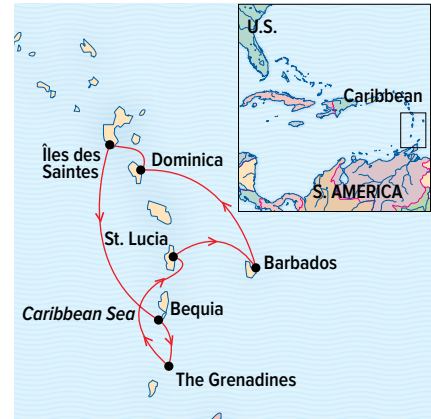 U.S.
Caribbean
S. AMERICA
Îles des
Saintes
Dominica
St. Lucia
Barbados
Caribbean Sea
Bequia
The Grenadines